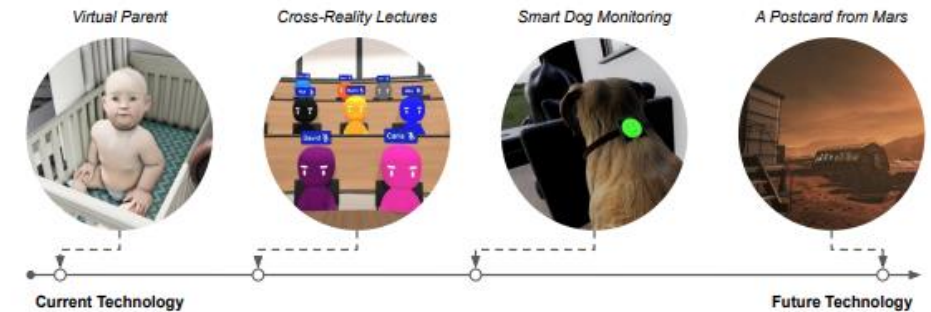 Virtual Parent
Cross-Reality Lectures
Smart Dog Monitoring
A Postcard from Mars
David
Carla
Current Technology
Future Technology